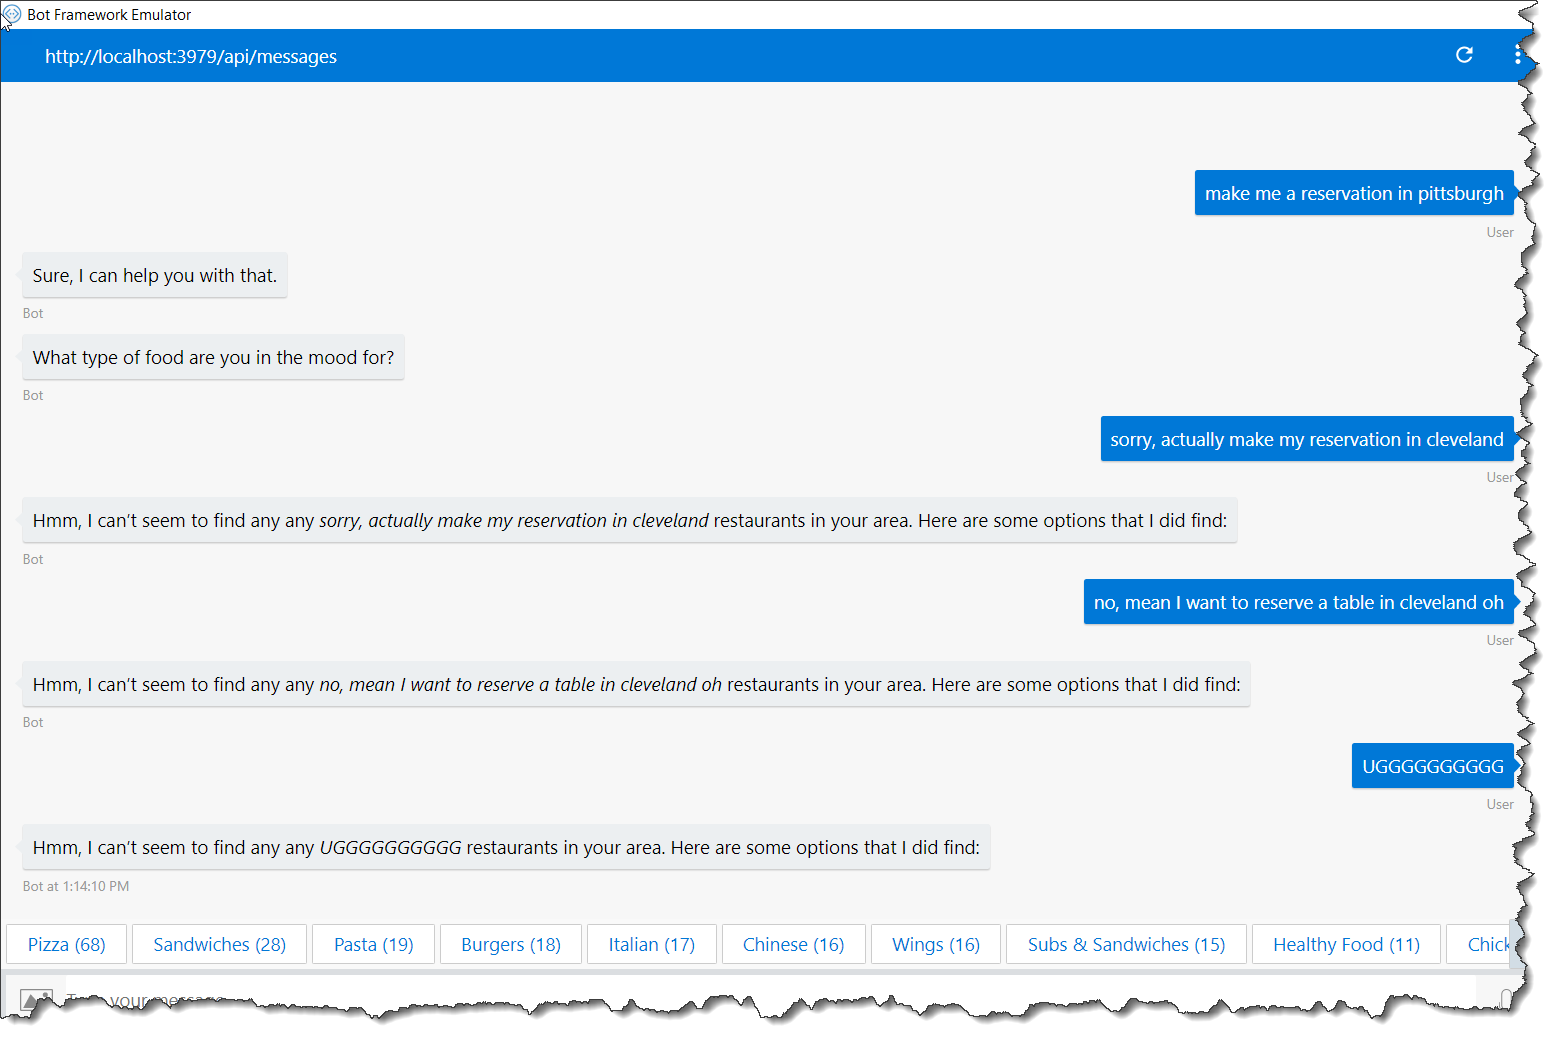 Bot Framework Emulator
http://localhost:3979/api/messages
make me a reservation in pittsburgh
User
Sure, I can help you with that.
Bot
What type of food are you in the mood for?
Bot
sorry, actually make my reservation in cleveland
User
Hmm, I can't seem to find any any sorry, actually make my reservation in cleveland restaurants in your area. Here are some options that I did find:
Bot
no, mean I want to reserve a table in cleveland oh
User
Hmm, I can't seem to find any any no, mean I want to reserve a table in cleveland oh restaurants in your area. Here are some options that I did find:
Bot
UGGGGGGGGGG
User
Hmm, I can't seem to find any any UGGGGGGGGGG restaurants in your area. Here are some options that I did find:
Bot at 1:14:10 PM
Pizza (68) Sandwiches (28) Pasta (19) Burgers (18) Italian (17) Chinese (16) Wings (16) Subs & Sandwiches (15) Healthy Food (11) Chick
your message